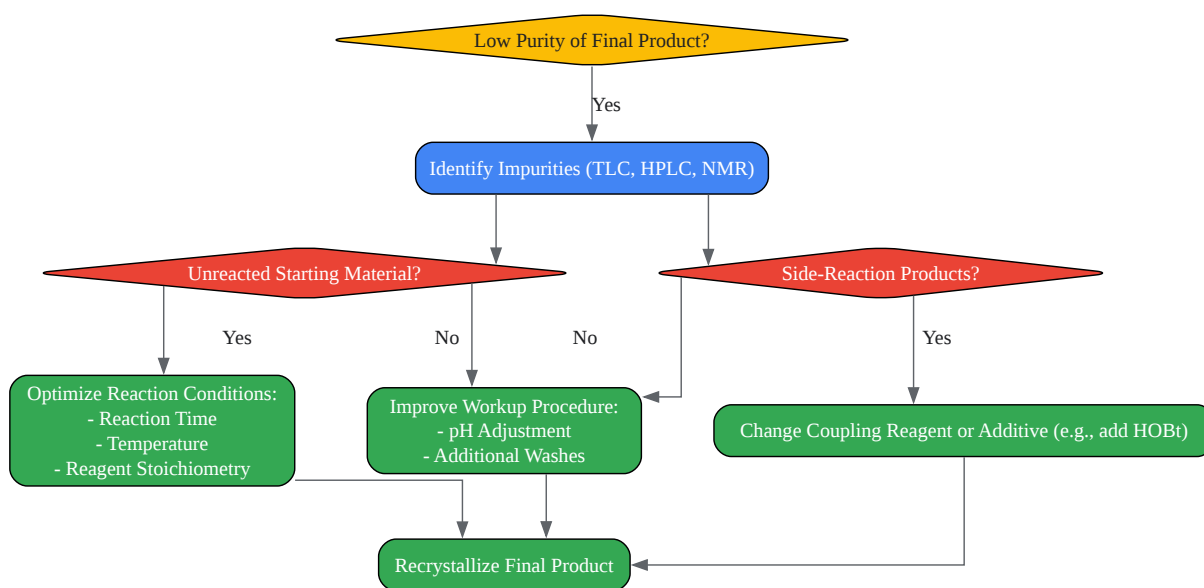 Low Purity of Final Product?
Yes
Identify Impurities (TLC, HPLC, NMR)
Unreacted Starting Material?
Side-Reaction Products?
Yes
No
No
Yes
Optimize Reaction Conditions:
- Reaction Time
- Temperature
- Reagent Stoichiometry
Improve Workup Procedure:
- pH Adjustment
- Additional Washes
Change Coupling Reagent or Additive (e.g., add HOBt)
Recrystallize Final Product